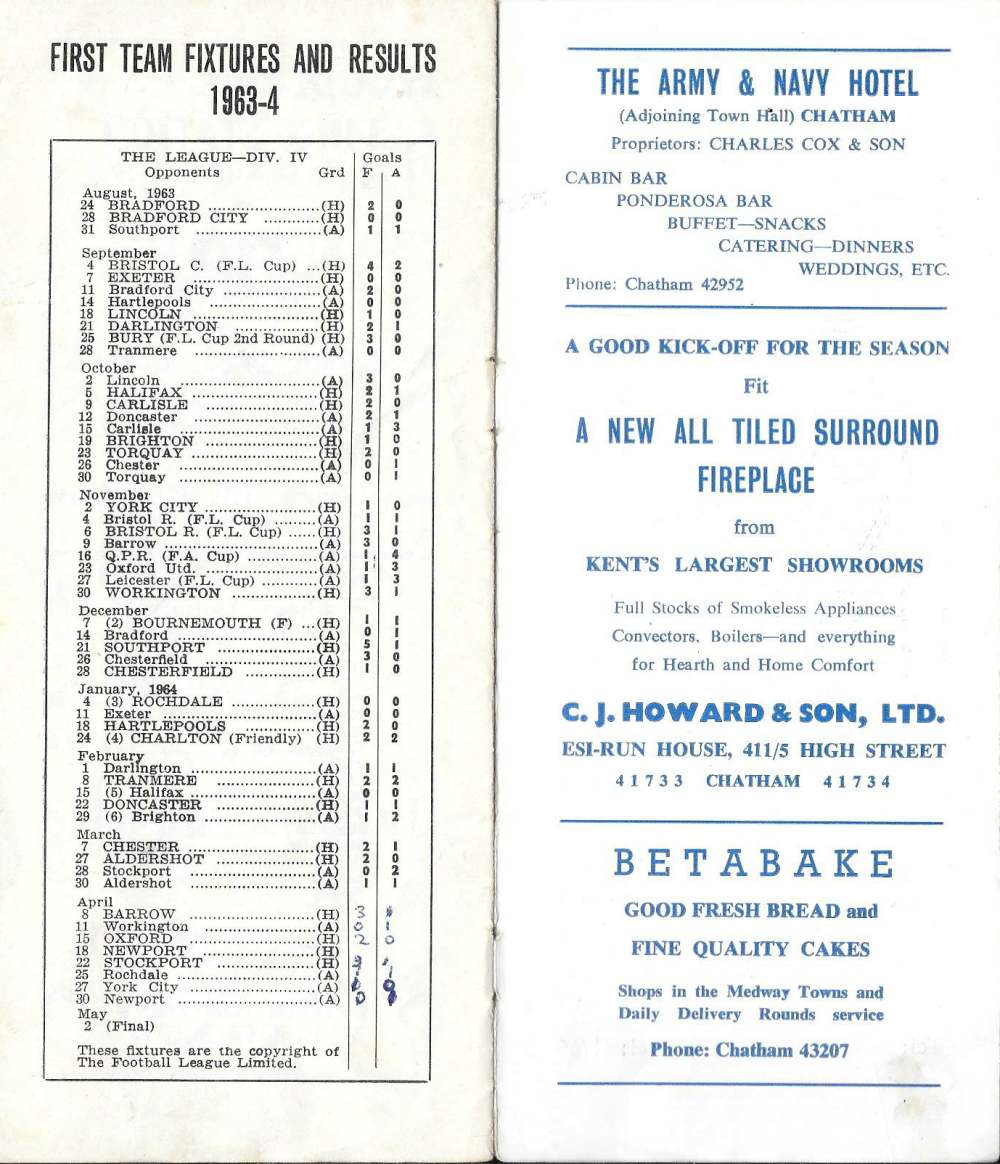 FIRST TEAM FIXTURES AND RESULTS
1963-4
THE LEAGUE—DIV. IV Goals
Opponents Grd F A
August, 1963
24 BRADFORD (H) 2 0
28 BRADFORD CITY (H) 0 0
31 Southport (A) 1 1
September
4 BRISTOL C. (F.L. Cup) ...(H) 4 2
7 EXETER (H) 0 0
11 Bradford City (A) 2 0
14 Hartlepools (A) 0 0
18 LINCOLN (H) 1 0
21 DARLINGTON (H) 2 1
25 BURY (F.L. Cup 2nd Round) (H) 3 0
28 Tranmere (A) 0 0
October
2 Lincoln (A) 3 0
5 HALIFAX (H) 2 1
9 CARLISLE (H) 2 0
12 Doncaster (A) 2 1
15 Carlisle (A) 1 3
19 BRIGHTON (H) 1 0
23 TORQUAY (H) 2 0
26 Chester (A) 0 1
30 Torquay (A) 0 1
November
2 YORK CITY (H) 1 0
4 Bristol R. (F.L. Cup) (A) 1 1
6 BRISTOL R. (F.L. Cup) (H) 3 1
9 Barrow (A) 3 0
16 Q.P.R. (F.A. Cup) (A) 1 4
23 Oxford Utd. (A) 1 3
27 Leicester (F.L. Cup) (A) 1 3
30 WORKINGTON (H) 3 1
December
7 (2) BOURNEMOUTH (F) ...(H) 1 1
14 Bradford (A) 0 1
21 SOUTHPORT (H) 5 1
26 Chesterfield (A) 3 0
28 CHESTERFIELD (H) 1 0
January, 1964
4 (3) ROCHDALE (H) 0 0
11 Exeter (A) 0 0
18 HARTLEPOOLS (H) 2 0
24 (4) CHARLTON (Friendly) (H) 2 2
February
1 Darlington (A) 1 1
8 TRANMERE (H) 2 2
15 (5) Halifax (A) 0 0
22 DONCASTER (H) 1 1
29 (6) Brighton (A) 1 2
March
7 CHESTER (H) 2 1
27 ALDERSHOT (H) 2 0
28 Stockport (A) 0 2
30 Aldershot (A) 1 1
April
8 BARROW (H) 3
11 Workington (A) 0 1
15 OXFORD (H) 2 0
18 NEWPORT (H)
22 STOCKPORT (H)
25 Rochdale (A) 1 1
27 York City (A)
30 Newport (A) 0
May
2 (Final)
These fixtures are the copyright of
The Football League Limited.
THE ARMY & NAVY HOTEL
(Adjoining Town Hall) CHATHAM
Proprietors: CHARLES COX & SON
CABIN BAR
PONDEROSA BAR
BUFFET—SNACKS
CATERING—DINNERS
WEDDINGS, ETC.
Phone: Chatham 42952
A GOOD KICK-OFF FOR THE SEASON
Fit
A NEW ALL TILED SURROUND
FIREPLACE
from
KENT'S LARGEST SHOWROOMS
Full Stocks of Smokeless Appliances
Convectors. Boilers—and everything
for Hearth and Home Comfort
C. J. HOWARD & SON, LTD.
ESI-RUN HOUSE, 411/5 HIGH STREET
41733 CHATHAM 41734
BETABAKE
GOOD FRESH BREAD and
FINE QUALITY CAKES
Shops in the Medway Towns and
Daily Delivery Rounds service
Phone: Chatham 43207